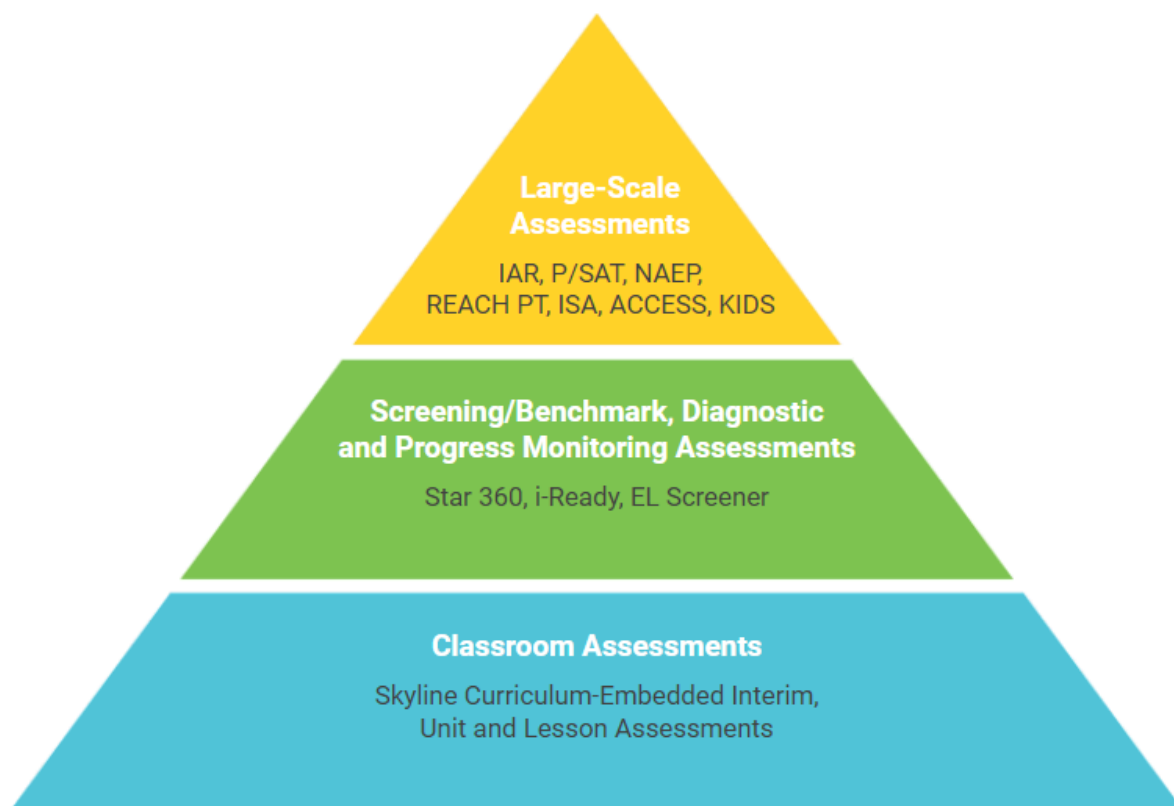 Large-Scale
Assessments
IAR, P/SAT, NAEP,
REACH PT, ISA, ACCESS, KIDS
Screening/Benchmark, Diagnostic
and Progress Monitoring Assessments
Star 360, i-Ready, EL Screener
Classroom Assessments
Skyline Curriculum-Embedded Interim,
Unit and Lesson Assessments